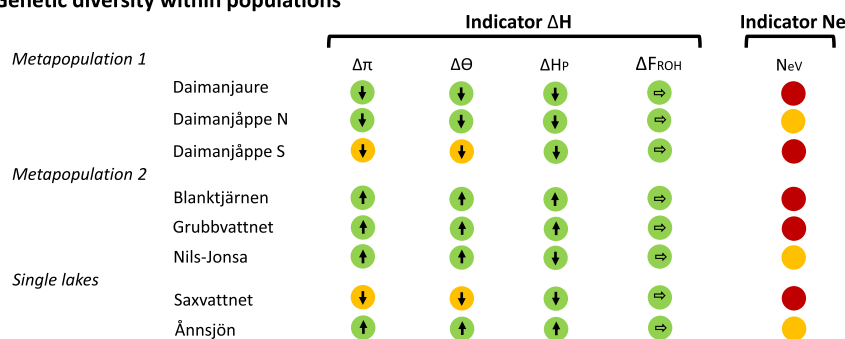 Genetic diversity within populations
Indicator ΔH Indicator Ne
Metapopulation 1 Δπ ΔΘ ΔHP ΔFROH NeV
Daimanjaure
Daimanjåppe N
Daimanjåppe S
Metapopulation 2
Blanktjärnen
Grubbvattnet
Nils-Jonsa
Single lakes
Saxvattnet
Ånnsjön